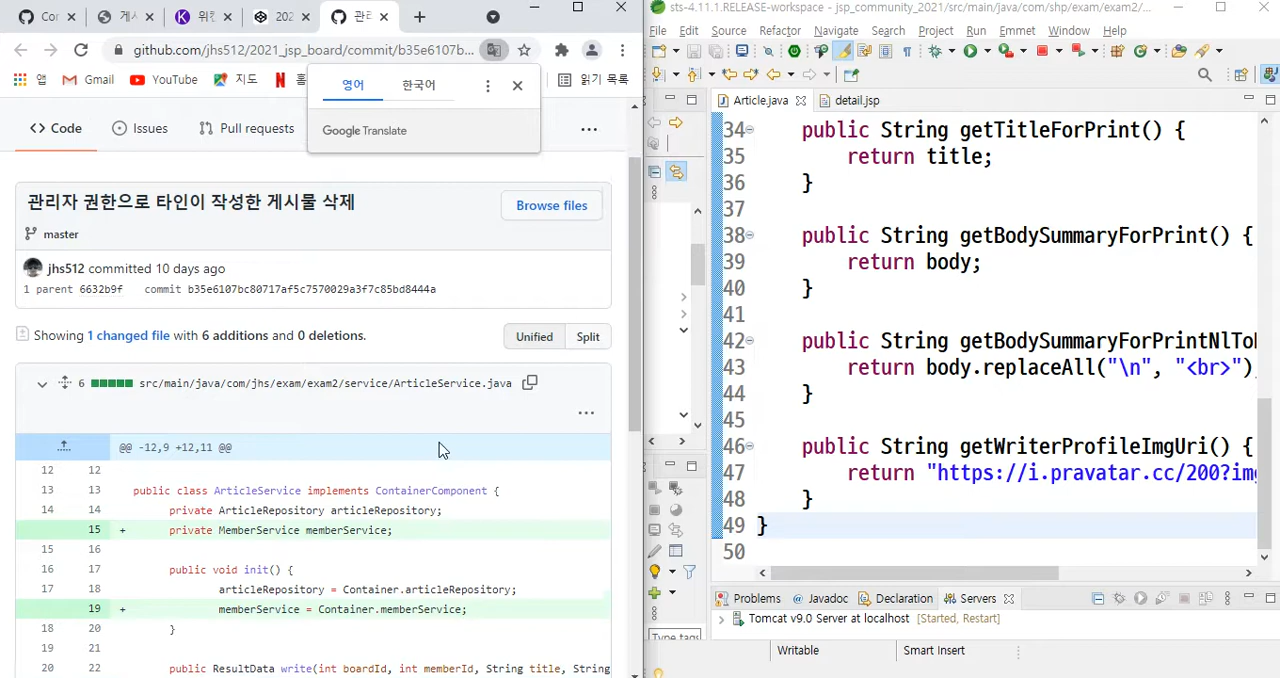 Cor
게시
위킨
202
관리
sts-4.11.1.RELEASE-workspace - jsp_community_2021/src/main/java/com/shp/exam/exam2/...
github.com/jhs512/2021_jsp_board/commit/b35e6107b...
File Edit Source Refactor Navigate Search Project Run Emmet Window Help
앱 Gmail YouTube 지도 홈 읽기 목록
영어 한국어
Google Translate
Code Issues Pull requests
관리자 권한으로 타인이 작성한 게시물 삭제
Browse files
master
jhs512 committed 10 days ago
1 parent 6632b9f commit b35e6107bc80717af5c7570029a3f7c85bd8444a
Showing 1 changed file with 6 additions and 0 deletions.
Unified Split
6 src/main/java/com/jhs/exam/exam2/service/ArticleService.java
@@ -12,9 +12,11 @@
12 12
13 13 public class ArticleService implements ContainerComponent {
14 14 private ArticleRepository articleRepository;
15 + private MemberService memberService;
15 16
16 17 public void init() {
17 18 articleRepository = Container.articleRepository;
19 + memberService = Container.memberService;
18 20 }
19 21
20 22 public ResultData write(int boardId, int memberId, String title, String
Article.java detail.jsp
34 public String getTitleForPrint() {
35 return title;
36 }
37
38 public String getBodySummaryForPrint() {
39 return body;
40 }
41
42 public String getBodySummaryForPrintNlTo
43 return body.replaceAll("\n", "<br>")
44 }
45
46 public String getWriterProfileImgUri() {
47 return "https://i.pravatar.cc/200?im
48 }
49 }
50
Problems Javadoc Declaration Servers
Tomcat v9.0 Server at localhost [Started, Restart]
Type tags
Writable Smart Insert